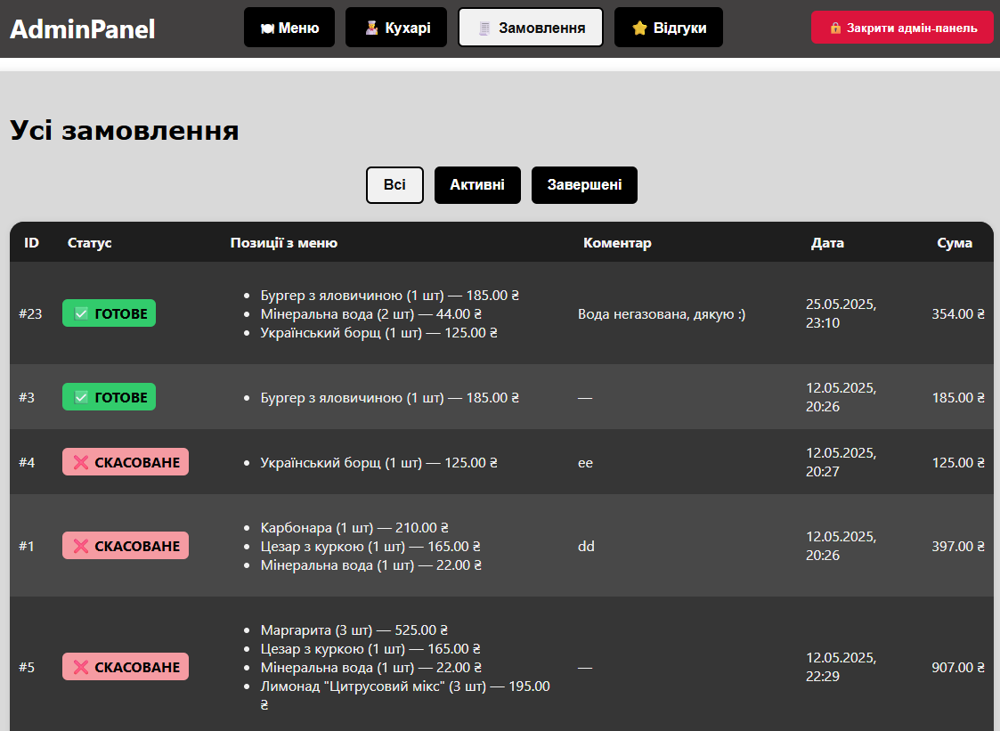 AdminPanel
🍽️ Меню
👨‍🍳 Кухарі
🧾 Замовлення
⭐ Відгуки
🔒 Закрити адмін-панель
Усі замовлення
Всі
Активні
Завершені
ID Статус Позиції з меню Коментар Дата Сума
#23
✅ ГОТОВЕ
• Бургер з яловичиною (1 шт) — 185.00 ₴
• Мінеральна вода (2 шт) — 44.00 ₴
• Український борщ (1 шт) — 125.00 ₴
Вода негазована, дякую :)
25.05.2025,
23:10
354.00 ₴
#3
✅ ГОТОВЕ
• Бургер з яловичиною (1 шт) — 185.00 ₴
—
12.05.2025,
20:26
185.00 ₴
#4
❌ СКАСОВАНЕ
• Український борщ (1 шт) — 125.00 ₴
ее
12.05.2025,
20:27
125.00 ₴
#1
❌ СКАСОВАНЕ
• Карбонара (1 шт) — 210.00 ₴
• Цезар з куркою (1 шт) — 165.00 ₴
• Мінеральна вода (1 шт) — 22.00 ₴
dd
12.05.2025,
20:26
397.00 ₴
#5
❌ СКАСОВАНЕ
• Маргарита (3 шт) — 525.00 ₴
• Цезар з куркою (1 шт) — 165.00 ₴
• Мінеральна вода (1 шт) — 22.00 ₴
• Лимонад "Цитрусовий мікс" (3 шт) — 195.00
₴
—
12.05.2025,
22:29
907.00 ₴